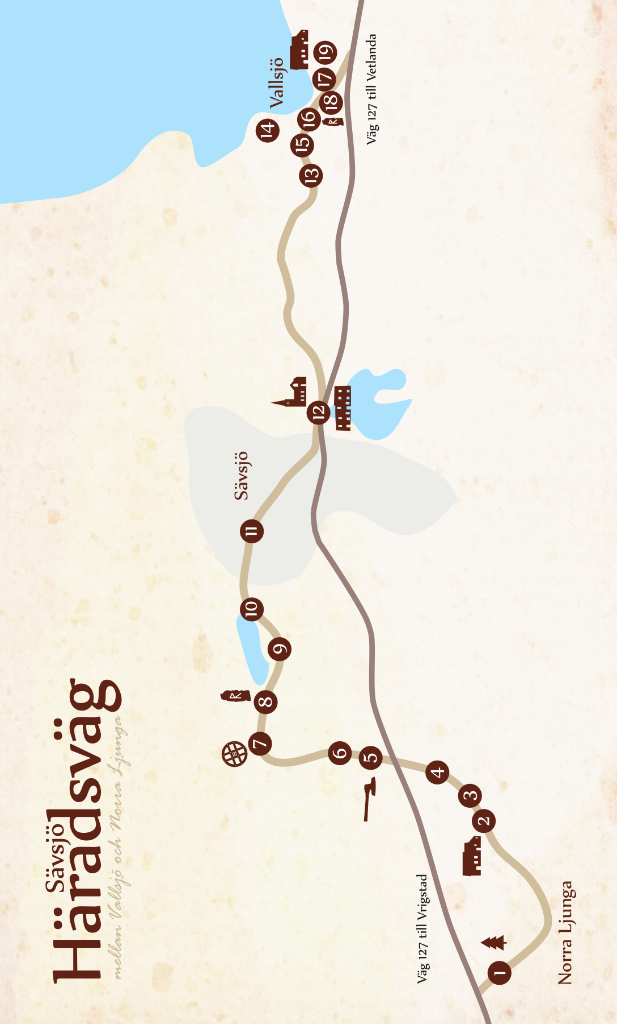 Sävsjö
Häradsväg
mellan Vallsjö och Norra Ljunga
Norra Ljunga
Väg 127 till Vrigstad
Sävsjö
Vallsjö
Väg 127 till Vetlanda
1
2
3
4
5
6
7
8
9
10
11
12
13
14
15
16
17
18
19